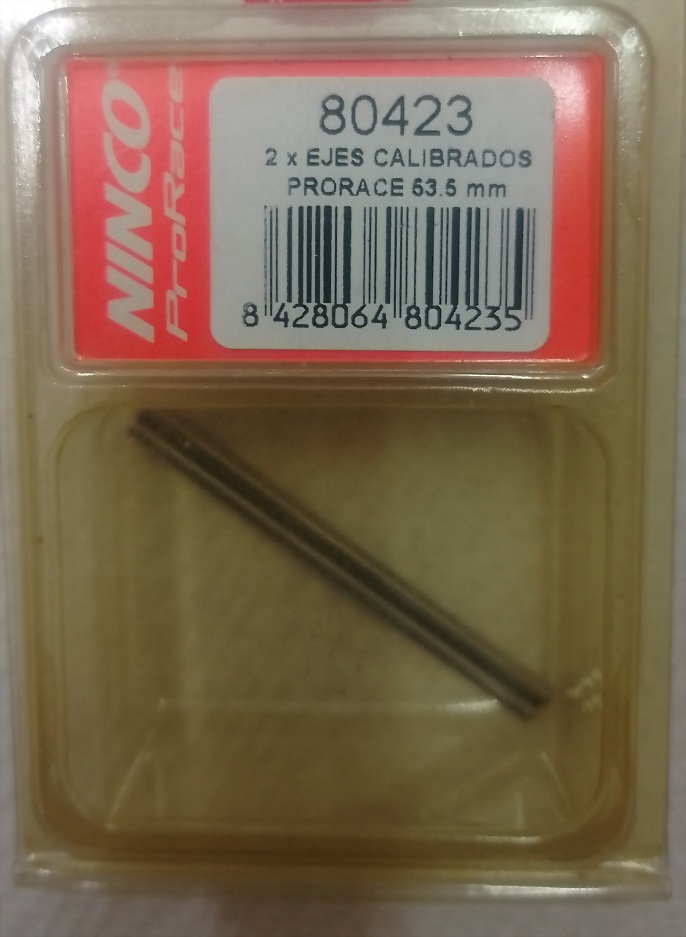 NINCO
ProRace
80423
2 x EJES CALIBRADOS
PRORACE 53.5 mm
8 428064 804235